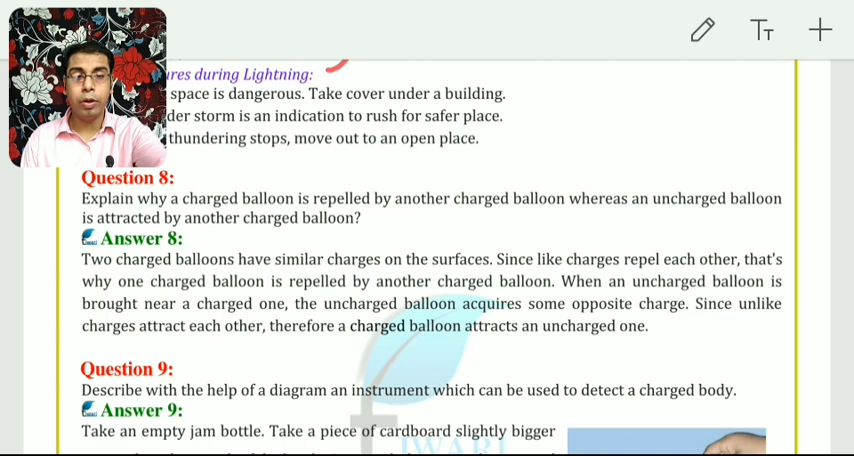 ures during Lightning:
space is dangerous. Take cover under a building.
der storm is an indication to rush for safer place.
thundering stops, move out to an open place.
Question 8:
Explain why a charged balloon is repelled by another charged balloon whereas an uncharged balloon
is attracted by another charged balloon?
Answer 8:
Two charged balloons have similar charges on the surfaces. Since like charges repel each other, that's
why one charged balloon is repelled by another charged balloon. When an uncharged balloon is
brought near a charged one, the uncharged balloon acquires some opposite charge. Since unlike
charges attract each other, therefore a charged balloon attracts an uncharged one.
Question 9:
Describe with the help of a diagram an instrument which can be used to detect a charged body.
Answer 9:
Take an empty jam bottle. Take a piece of cardboard slightly bigger
IWARI